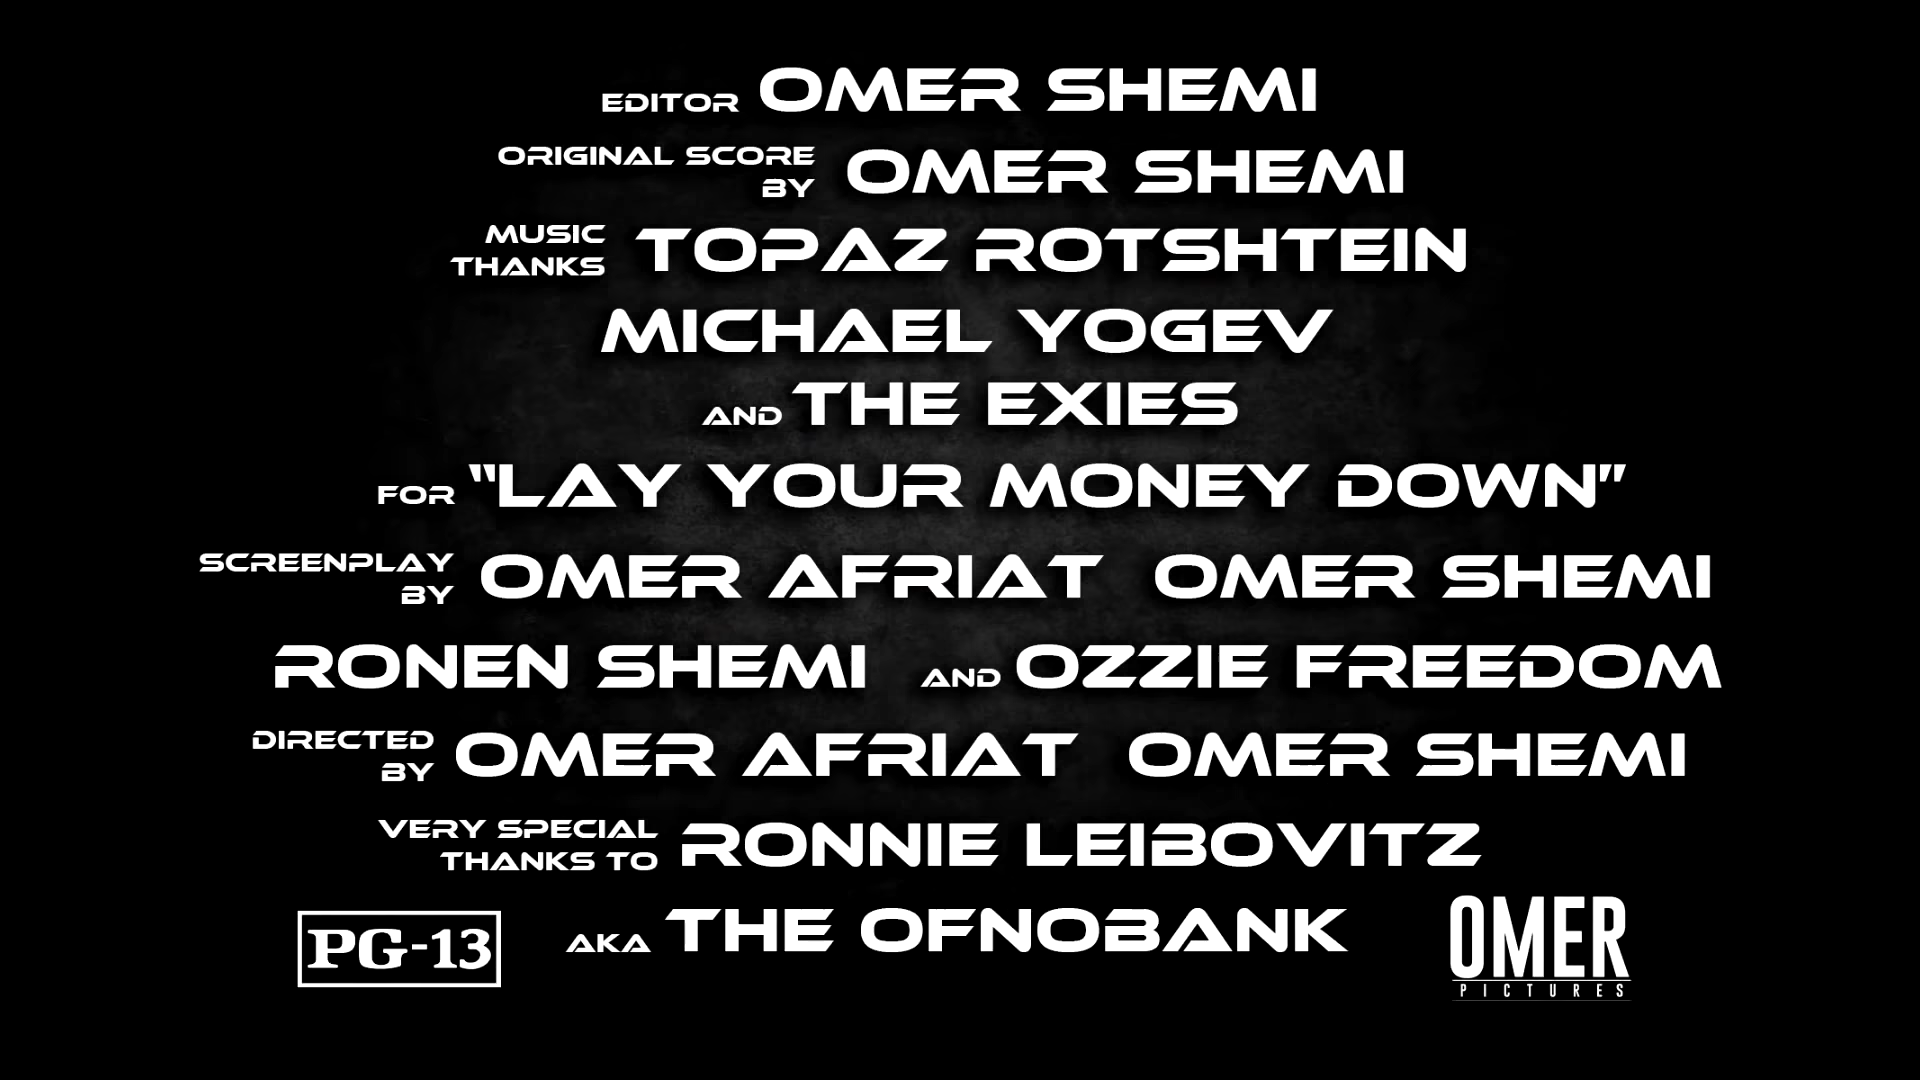 EDITOR OMER SHEMI
ORIGINAL SCORE BY OMER SHEMI
MUSIC THANKS TOPAZ ROTSHTEIN
MICHAEL YOGEV
AND THE EXIES
FOR "LAY YOUR MONEY DOWN"
SCREENPLAY BY OMER AFRIAT OMER SHEMI
RONEN SHEMI AND OZZIE FREEDOM
DIRECTED BY OMER AFRIAT OMER SHEMI
VERY SPECIAL THANKS TO RONNIE LEIBOVITZ
AKA THE OFNOBANK
PG-13
OMER
PICTURES